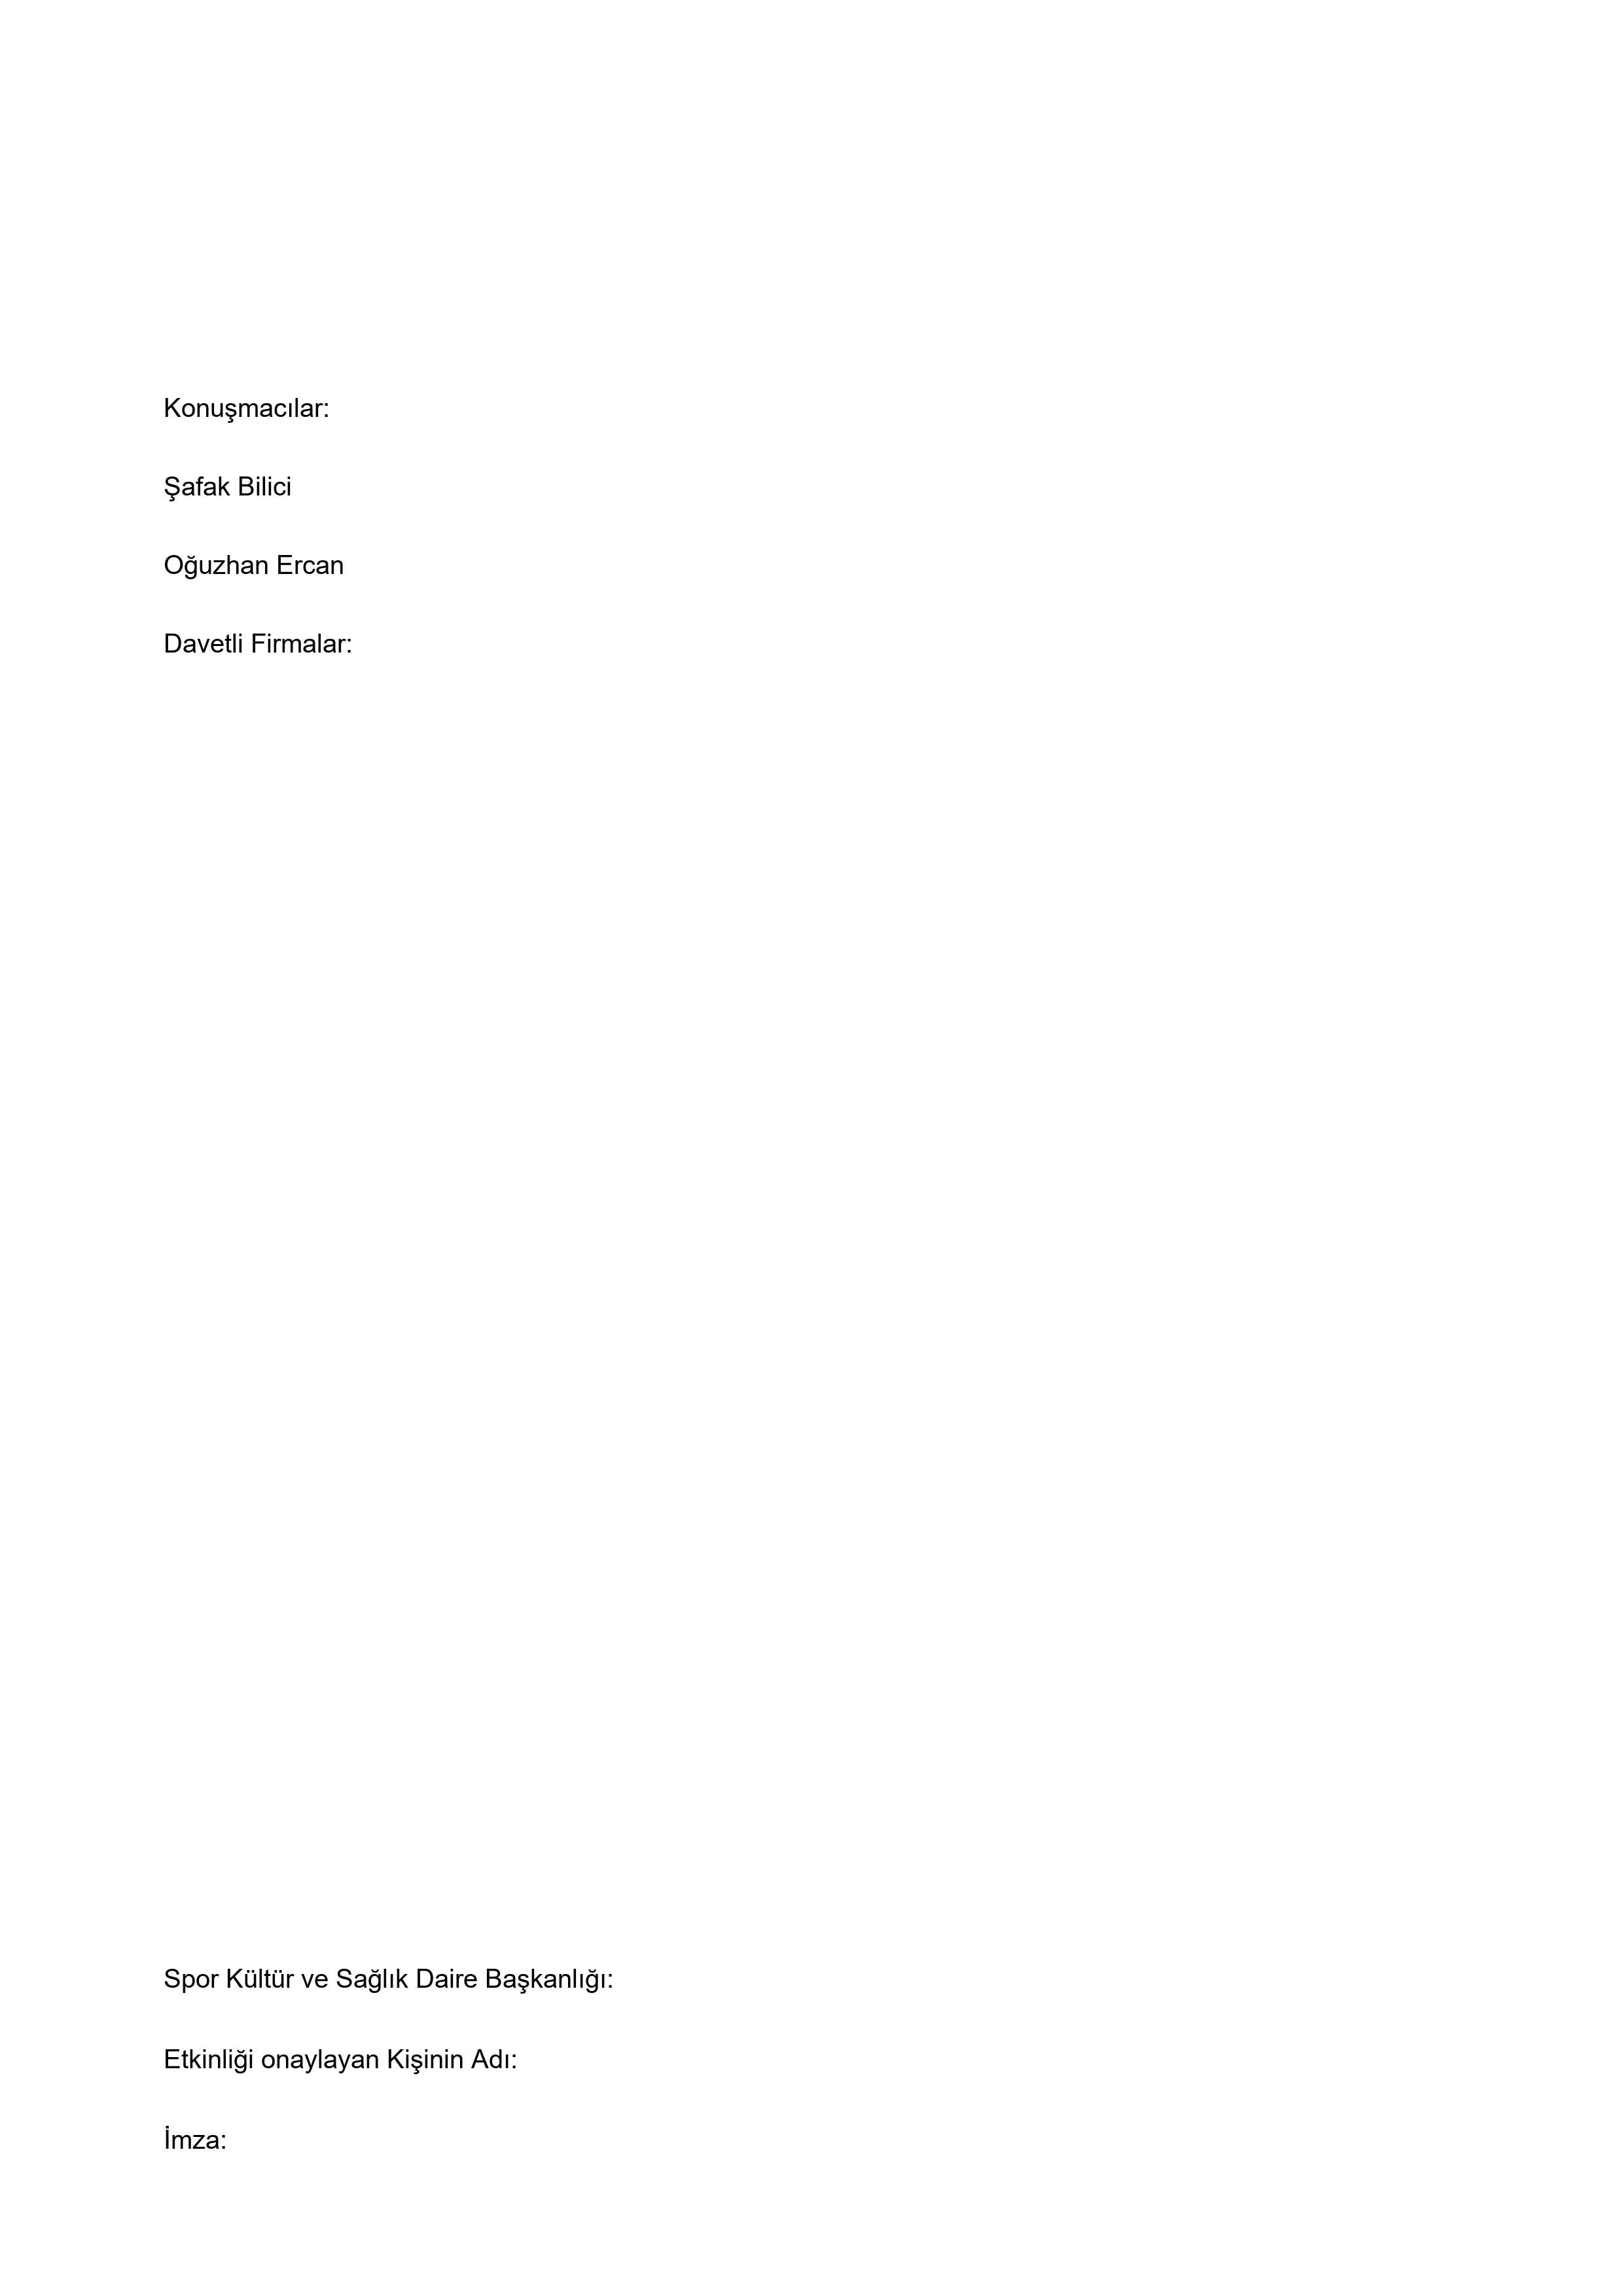 Konuşmacılar:
Şafak Bilici
Oğuzhan Ercan
Davetli Firmalar:
Spor Kültür ve Sağlık Daire Başkanlığı:
Etkinliği onaylayan Kişinin Adı:
İmza: